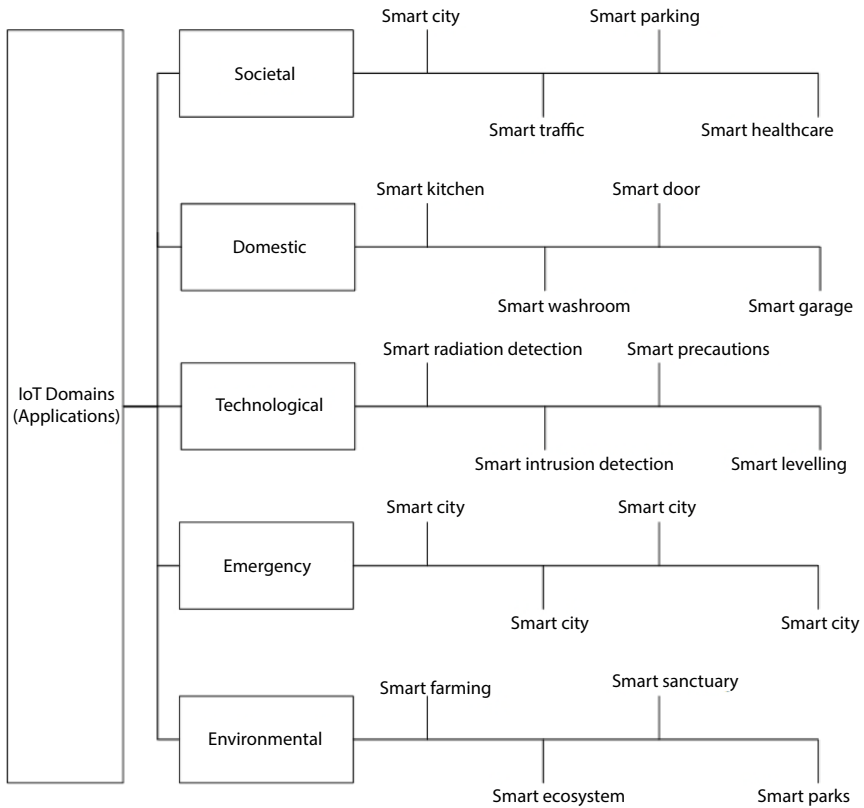 IoT Domains
(Applications)
Societal
Smart city
Smart parking
Smart traffic
Smart healthcare
Domestic
Smart kitchen
Smart door
Smart washroom
Smart garage
Technological
Smart radiation detection
Smart precautions
Smart intrusion detection
Smart levelling
Emergency
Smart city
Smart city
Smart city
Smart city
Environmental
Smart farming
Smart sanctuary
Smart ecosystem
Smart parks